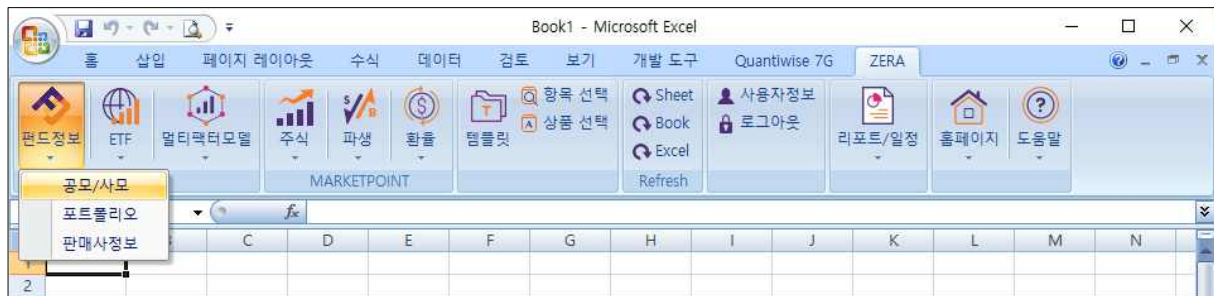 Book1 - Microsoft Excel
홈 삽입 페이지 레이아웃 수식 데이터 검토 보기 개발 도구 Quantiwise 7G ZERA
펀드정보 ETF 멀티팩터모델 주식 파생 환율 템플릿 항목 선택 상품 선택 Sheet Book Excel 사용자정보 로그아웃 리포트/일정 홈페이지 도움말
MARKETPOINT Refresh
공모/사모
포트폴리오
판매사정보
fx
C D E F G H I J K L M N
1
2